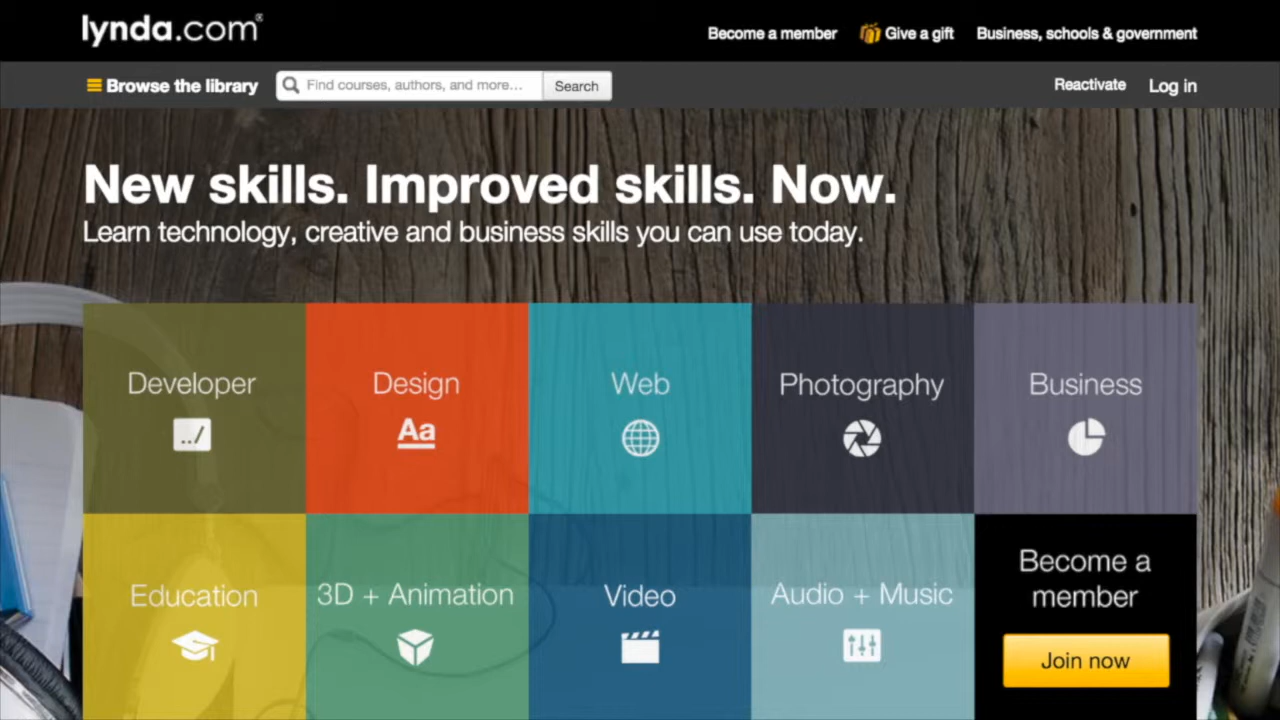 lynda.com®
Become a member
Give a gift
Business, schools & government
Browse the library
Find courses, authors, and more...
Search
Reactivate
Log in
New skills. Improved skills. Now.
Learn technology, creative and business skills you can use today.
Developer
../
Design
Aa
Web
Photography
Business
Education
3D + Animation
Video
Audio + Music
Become a
member
Join now